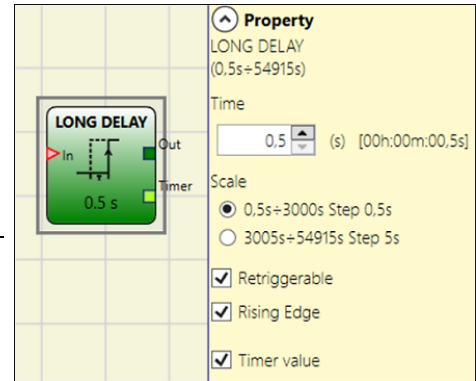 LONG DELAY
In
Out
Timer
0.5 s
Property
LONG DELAY
(0,5s÷54915s)
Time
0,5 (s) [00h:00m:00,5s]
Scale
0,5s÷3000s Step 0,5s
3005s÷54915s Step 5s
Retriggerable
Rising Edge
Timer value